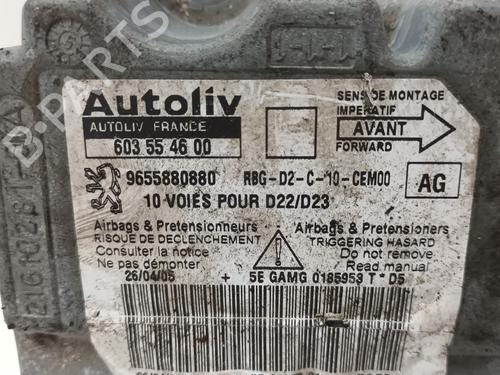 Autoliv
AUTOLIV FRANCE
603 55 46 00
SENS DE MONTAGE
IMPERATIF
AVANT
FORWARD
9655880880 RBG-D2-C-10-CEM00 AG
10 VOIES POUR D22/D23
Airbags & Pretensionneurs
RISQUE DE DECLENCHEMENT
Consulter la notice
Ne pas démonter
Airbags & Pretensioners
TRIGGERING HASARD
Do not remove
Read manual
26/04/05 + 5E GAMG 0185953 T * D5
B-PARTS